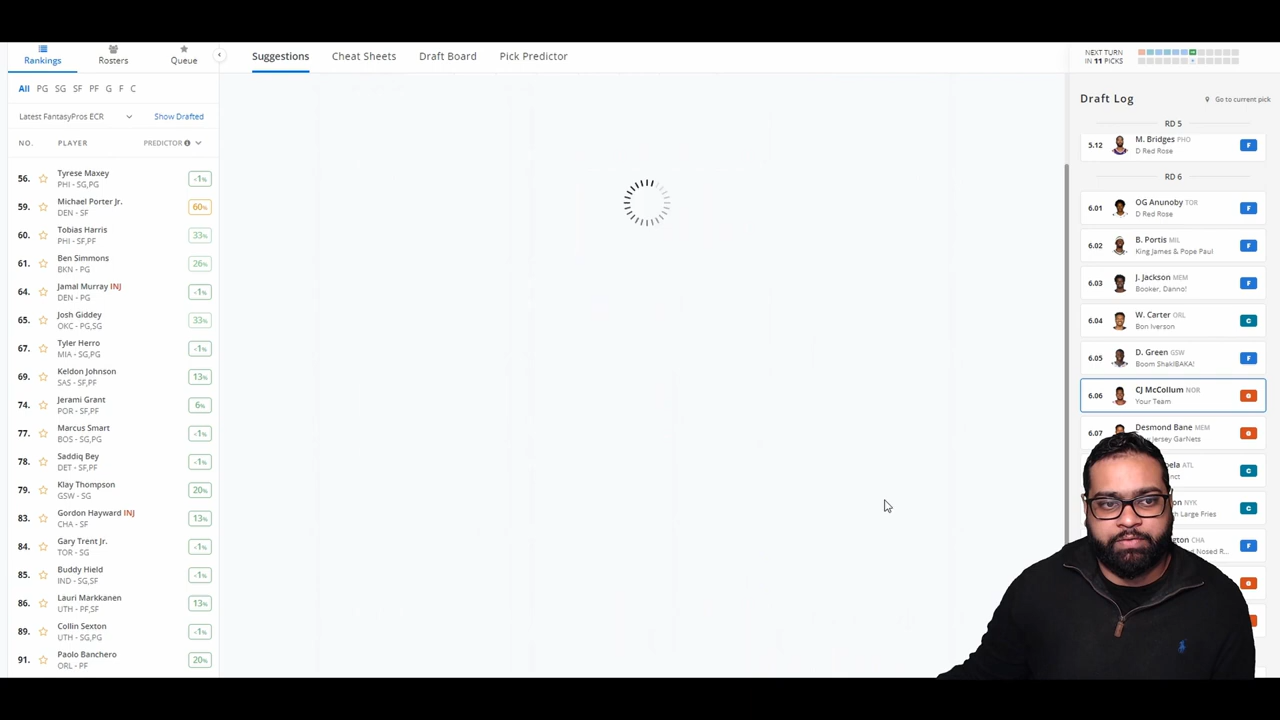 Rankings
Rosters
Queue
All PG SG SF PF G F C
Latest FantasyPros ECR
Show Drafted
NO. PLAYER PREDICTOR
56. Tyrese Maxey <1%
PHI - SG,PG
59. Michael Porter Jr. 60%
DEN - SF
60. Tobias Harris 33%
PHI - SF,PF
61. Ben Simmons 26%
BKN - PG
64. Jamal Murray INJ <1%
DEN - PG
65. Josh Giddey 33%
OKC - PG,SG
67. Tyler Herro <1%
MIA - SG,PG
69. Keldon Johnson 13%
SAS - SF,PF
74. Jerami Grant 6%
POR - SF,PF
77. Marcus Smart <1%
BOS - SG,PG
78. Saddiq Bey <1%
DET - SF,PF
79. Klay Thompson 20%
GSW - SG
83. Gordon Hayward INJ 13%
CHA - SF
84. Gary Trent Jr. <1%
TOR - SG
85. Buddy Hield <1%
IND - SG,SF
86. Lauri Markkanen 13%
UTH - PF,SF
89. Collin Sexton <1%
UTH - SG,PG
91. Paolo Banchero 20%
ORL - PF
Suggestions
Cheat Sheets
Draft Board
Pick Predictor
NEXT TURN
IN 11 PICKS
Draft Log
Go to current pick
RD 5
5.12 M. Bridges PHO F
D Red Rose
RD 6
6.01 OG Anunoby TOR F
D Red Rose
6.02 B. Portis MIL F
King James & Pope Paul
6.03 J. Jackson MEM F
Booker, Danno!
6.04 W. Carter ORL C
Bon Iverson
6.05 D. Green GSW F
Boom ShakIBAKA!
6.06 CJ McCollum NOR G
Your Team
6.07 Desmond Bane MEM G
Jersey GarNets
ATL C
NYK C
Large Fries
CHA F
Nosed R...
G